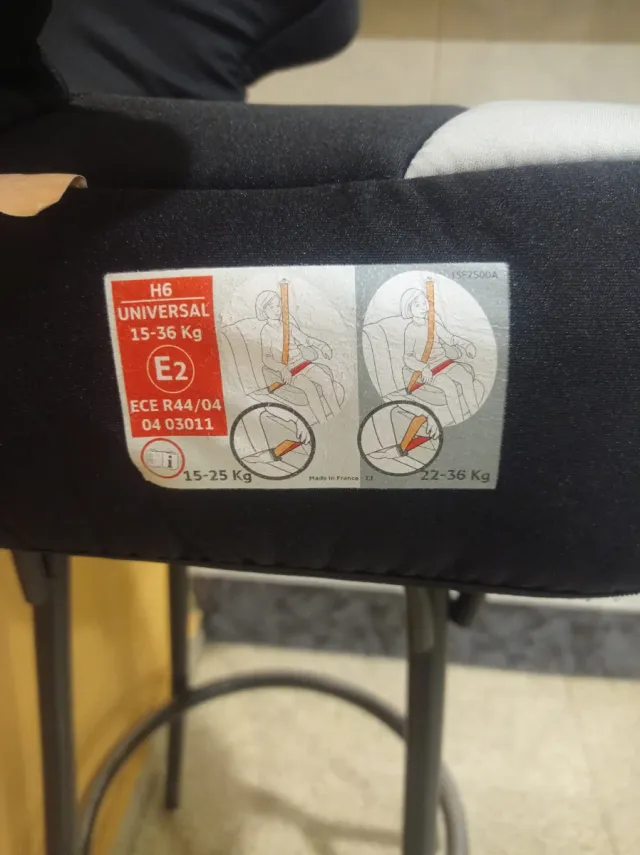 H6
UNIVERSAL
15-36 Kg
E2
ECE R44/04
04 03011
i
15-25 Kg
Made in France
22-36 Kg